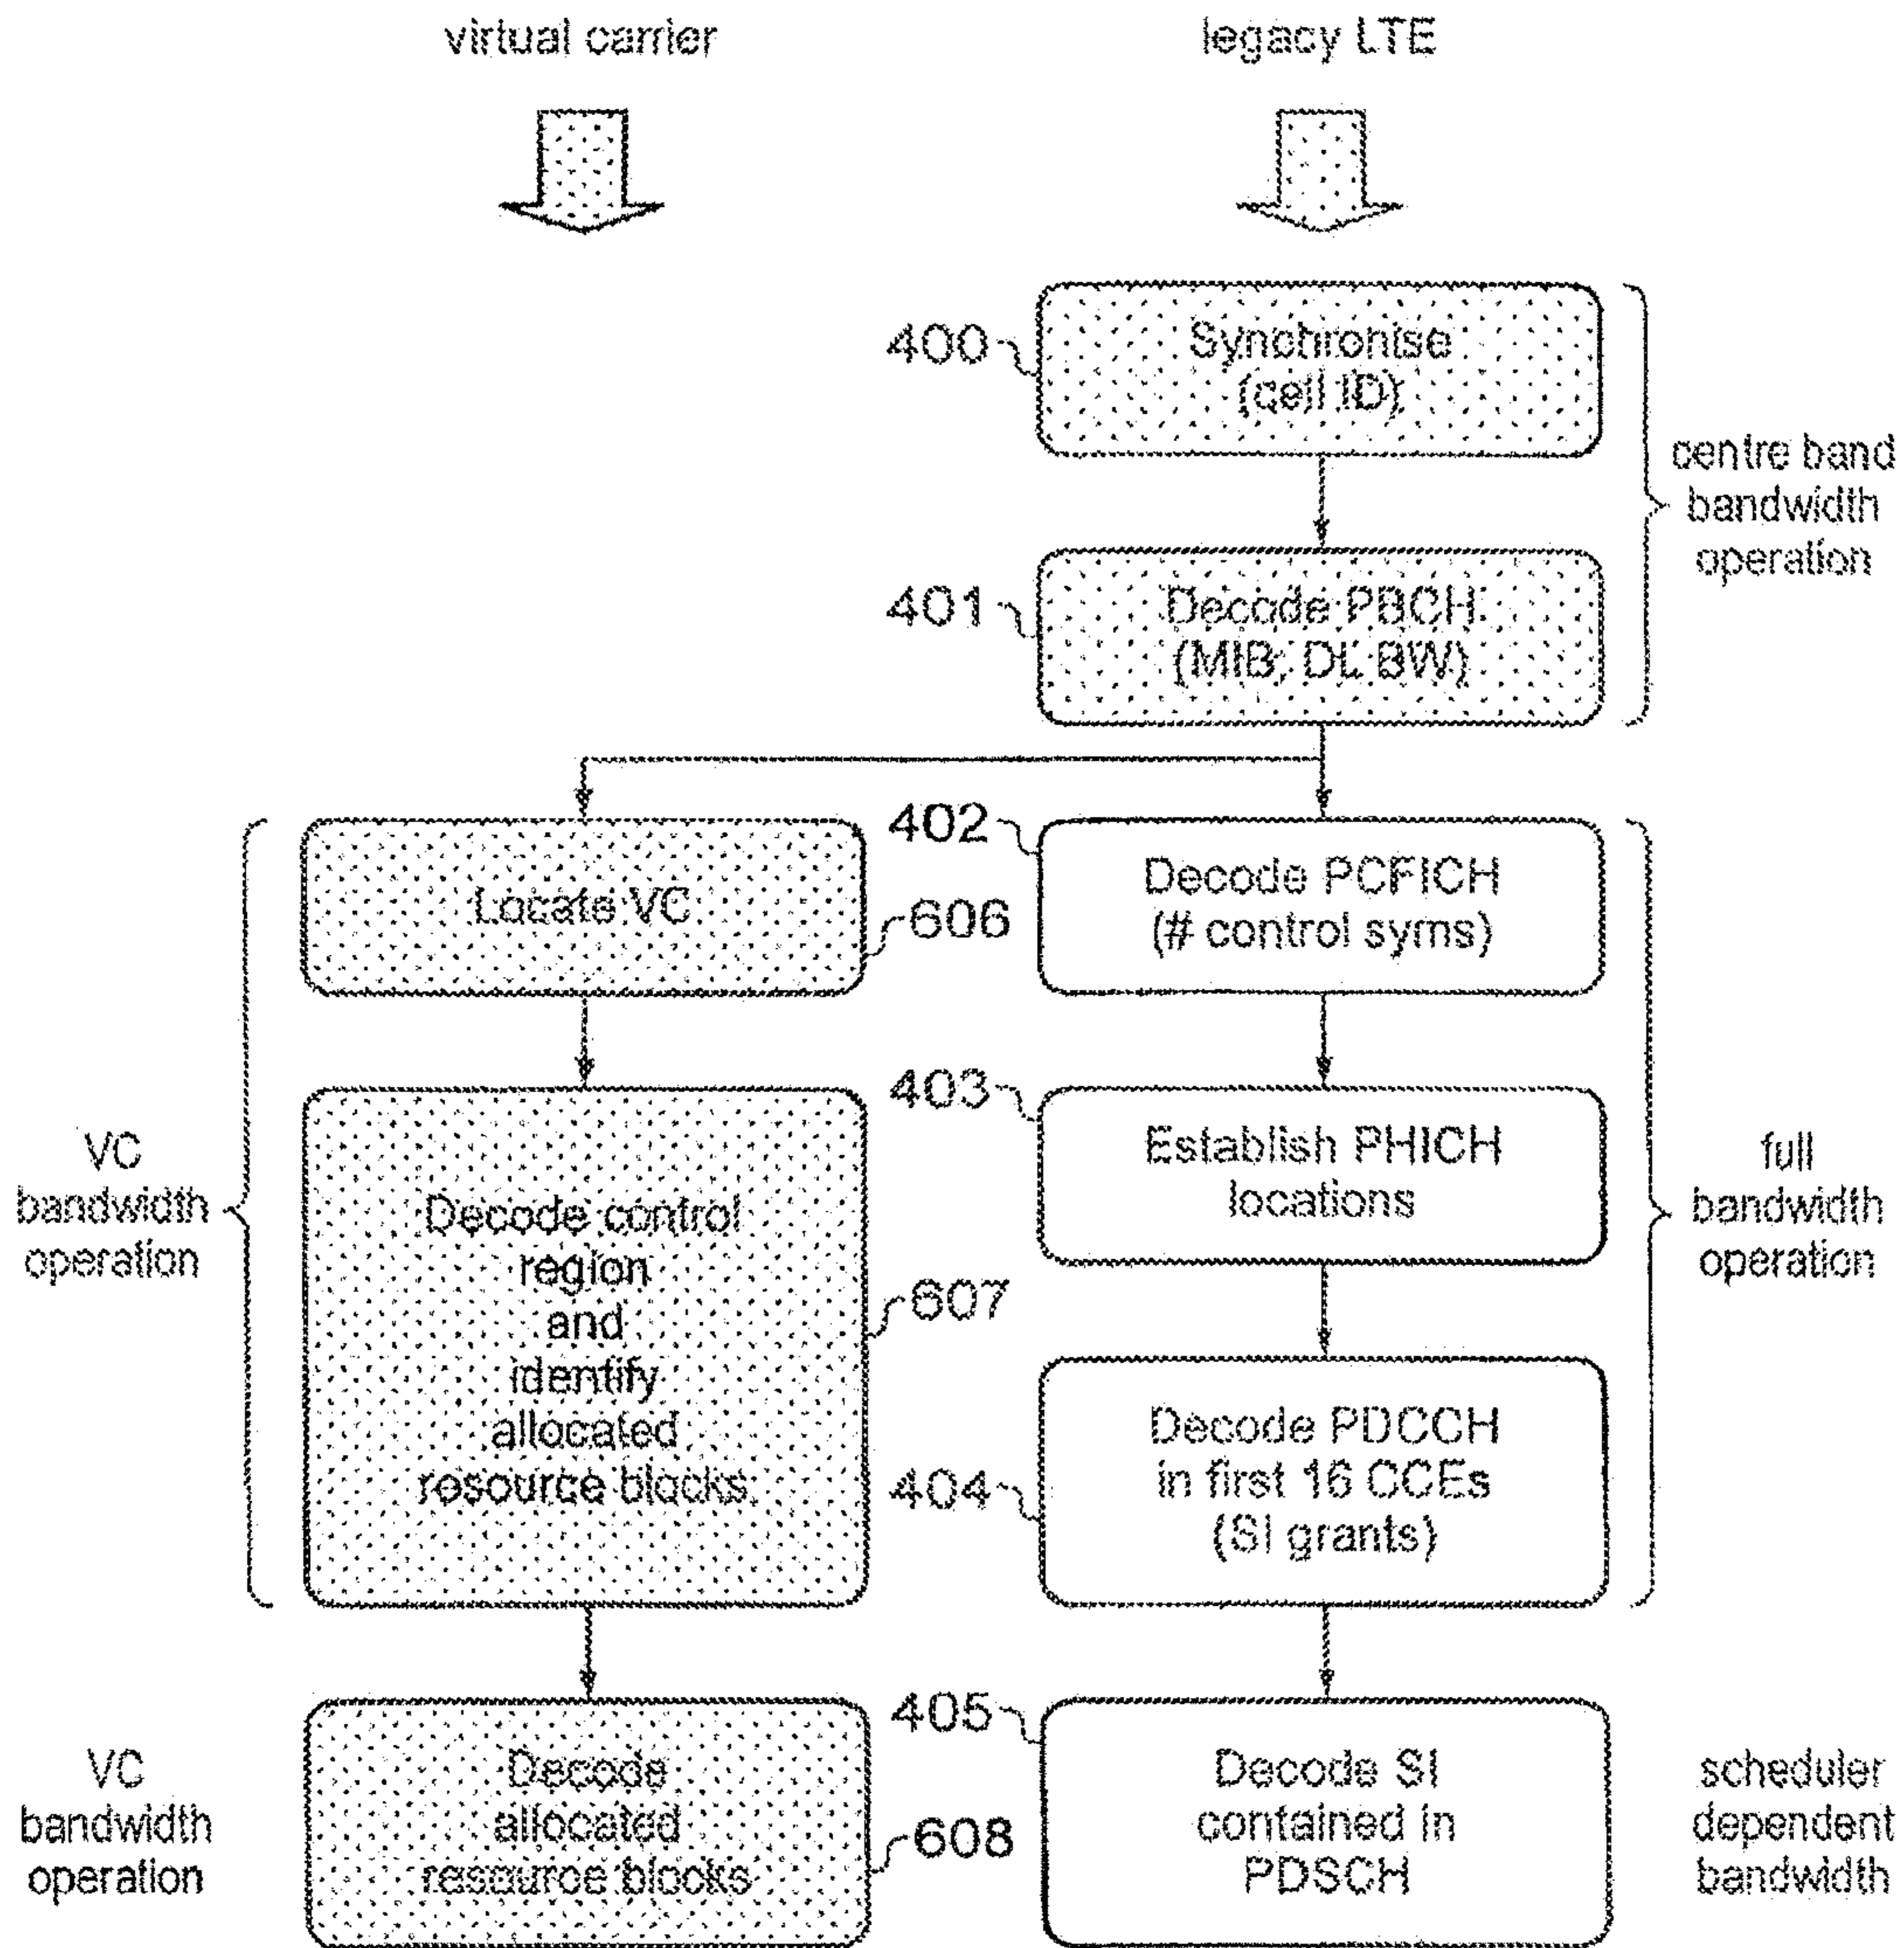 virtual carrier
legacy LTE
400
Synchronise
(cell ID)
centre band
bandwidth
operation
401
Decode PBCH
(MIB; DL BW)
Locate VC
606
402
Decode PCFICH
(# control syms)
VC
bandwidth
operation
Decode control
region
and
identify
allocated
resource blocks
607
403
Establish PHICH
locations
full
bandwidth
operation
404
Decode PDCCH
in first 16 CCEs
(SI grants)
VC
bandwidth
operation
Decode
allocated
resource blocks
608
405
Decode SI
contained in
PDSCH
scheduler
dependent
bandwidth